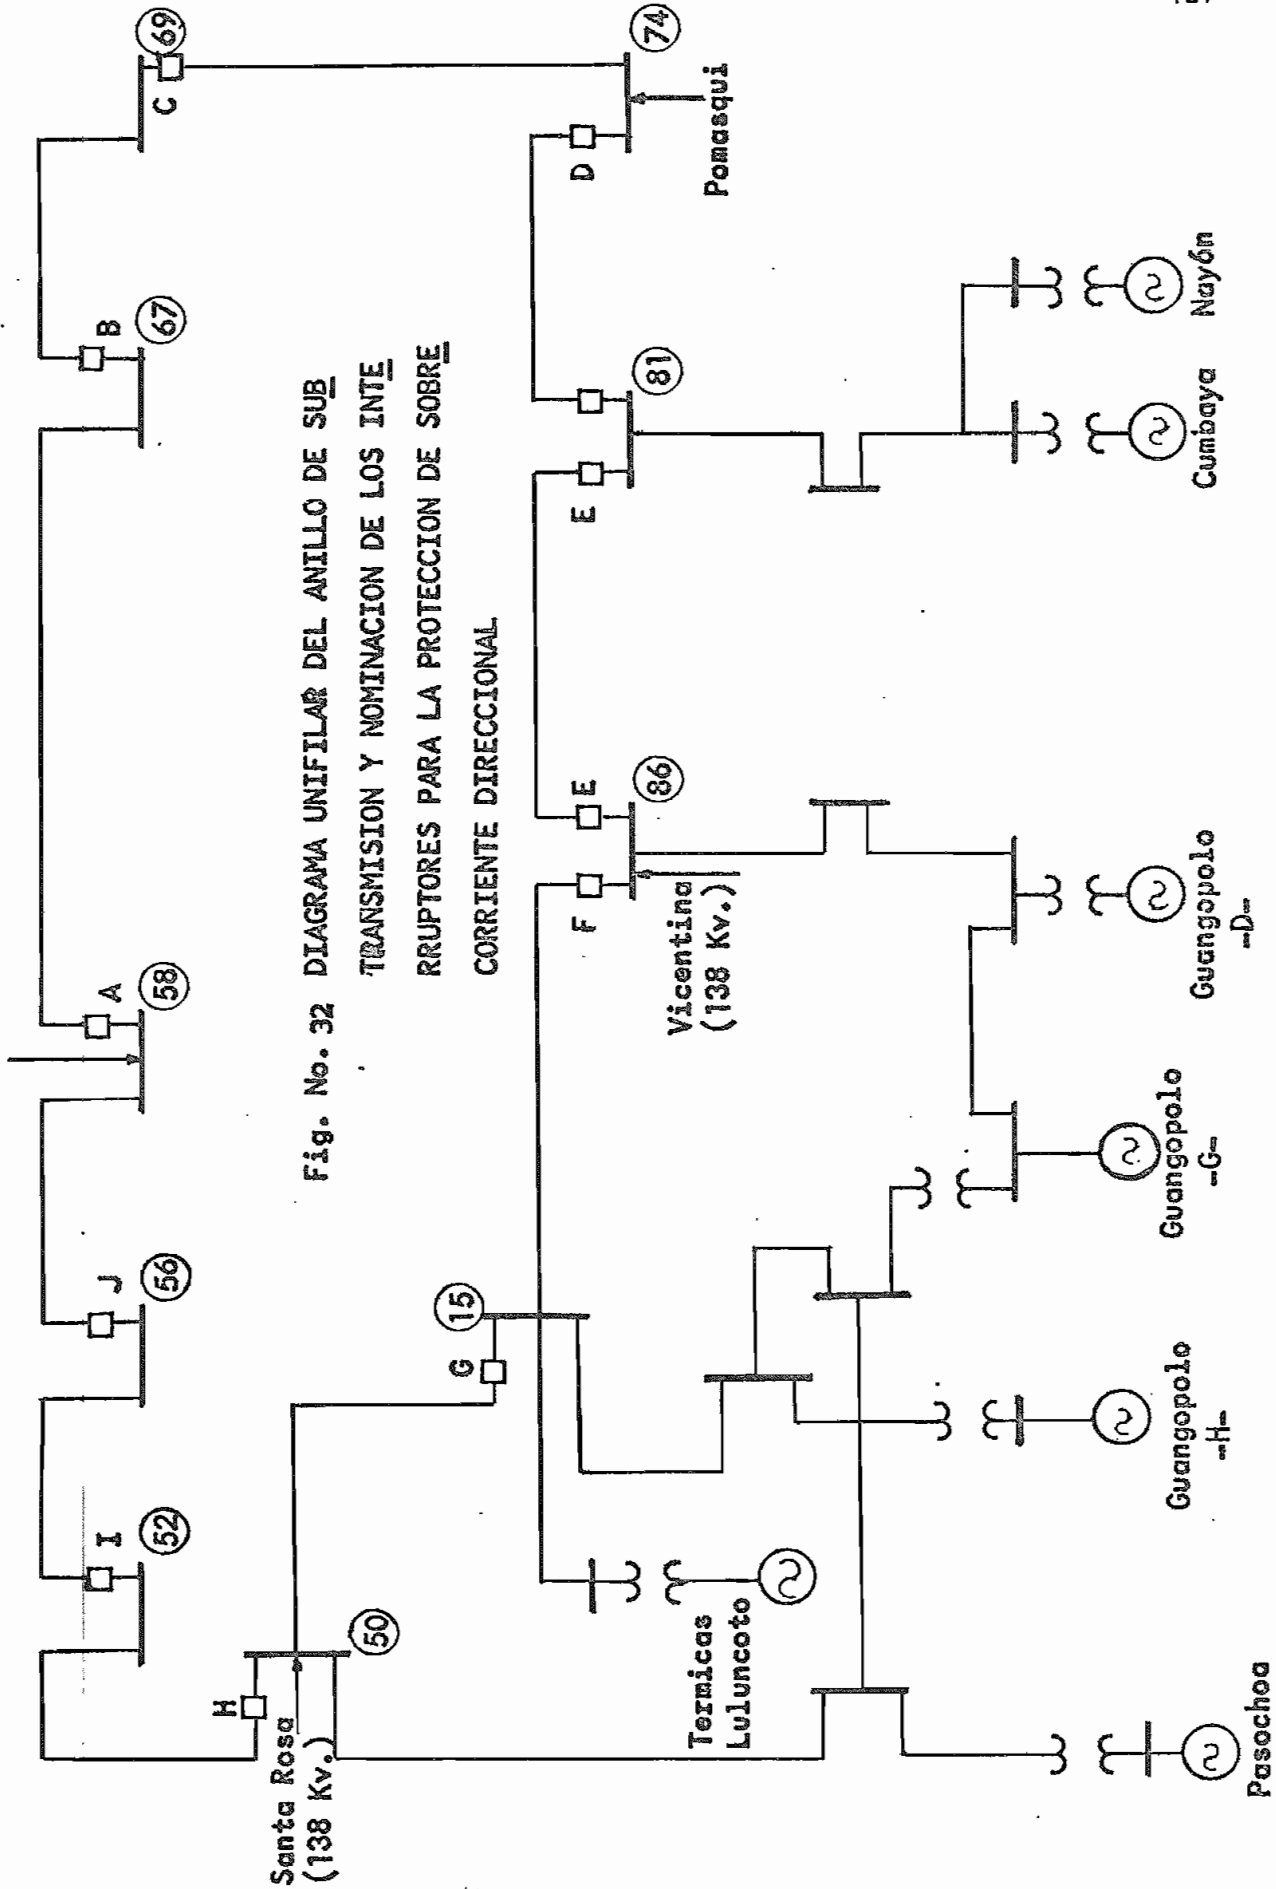 Fig. No. 32 DIAGRAMA UNIFILAR DEL ANILLO DE SUB
TRANSMISION Y NOMINACION DE LOS INTE
RRUPTORES PARA LA PROTECCION DE SOBRE
CORRIENTE DIRECCIONAL
Santa Rosa
(138 Kv.)
H
50
I
52
J
56
A
58
B
67
C
69
74
D
Pomasqui
81
E
E
86
F
Vicentina
(138 Kv.)
G
15
Termicas
Luluncoto
Pasochoa
Guangopolo
-H-
Guangopolo
-G-
Guangopolo
-D-
Cumbaya
Nayón